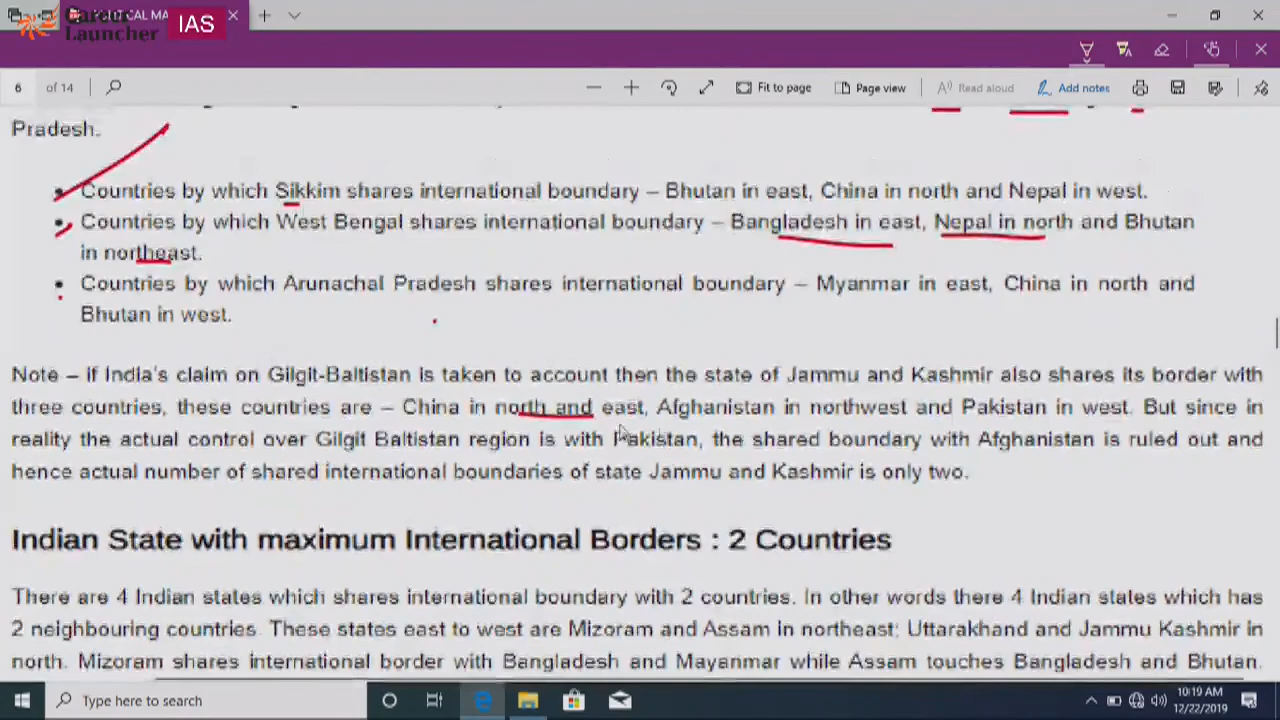 Career
Launcher
IAS
CAL MA
6 of 14
Fit to page
Page view
Read aloud
Add notes
Pradesh.
• Countries by which Sikkim shares international boundary – Bhutan in east, China in north and Nepal in west.
• Countries by which West Bengal shares international boundary – Bangladesh in east, Nepal in north and Bhutan
in northeast.
• Countries by which Arunachal Pradesh shares international boundary – Myanmar in east, China in north and
Bhutan in west.
Note – if India's claim on Gilgit-Baltistan is taken to account then the state of Jammu and Kashmir also shares its border with
three countries, these countries are – China in north and east, Afghanistan in northwest and Pakistan in west. But since in
reality the actual control over Gilgit Baltistan region is with Pakistan, the shared boundary with Afghanistan is ruled out and
hence actual number of shared international boundaries of state Jammu and Kashmir is only two.
Indian State with maximum International Borders : 2 Countries
There are 4 Indian states which shares international boundary with 2 countries. In other words there 4 Indian states which has
2 neighbouring countries. These states east to west are Mizoram and Assam in northeast; Uttarakhand and Jammu Kashmir in
north. Mizoram shares international border with Bangladesh and Mayanmar while Assam touches Bangladesh and Bhutan.
Type here to search
10:19 AM
12/22/2019